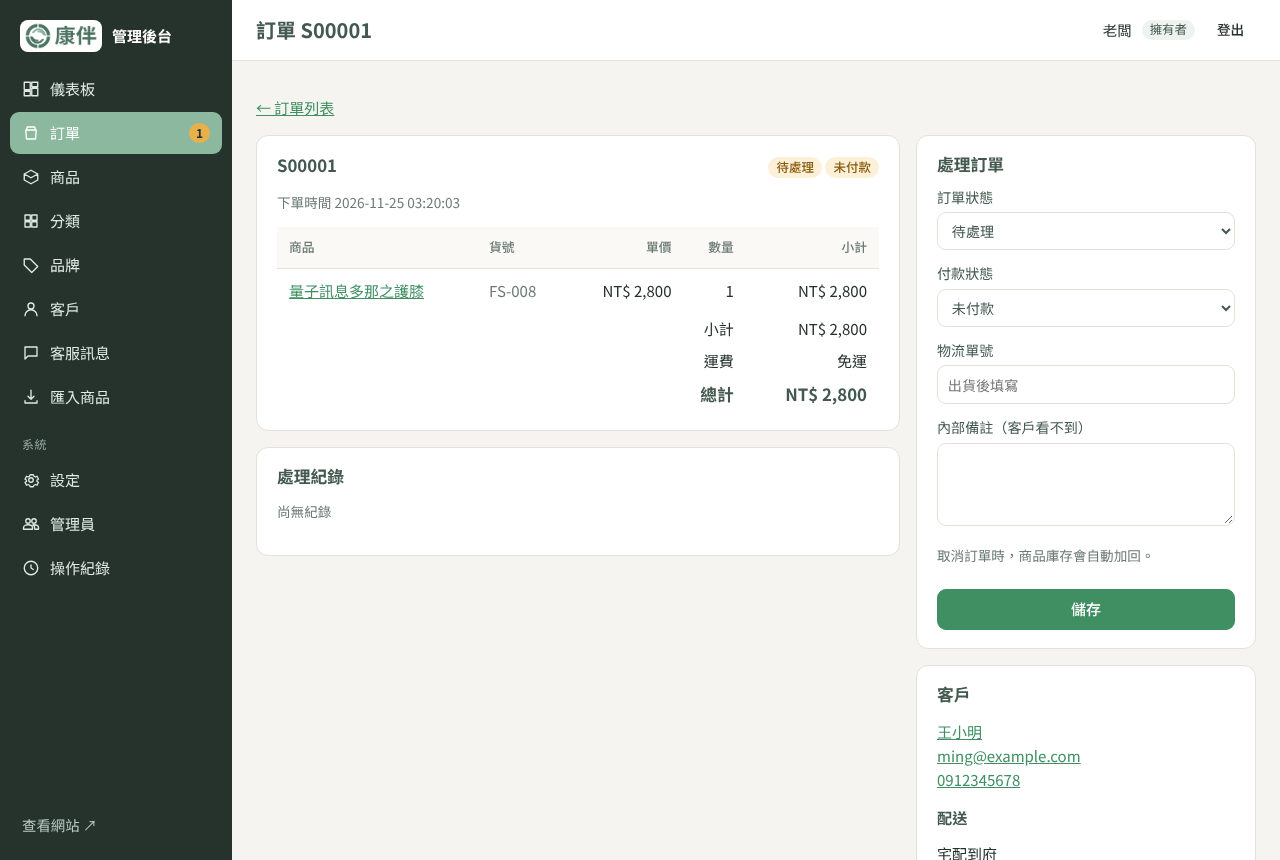 康伴 管理後台
儀表板
訂單 1
商品
分類
品牌
客戶
客服訊息
匯入商品
系統
設定
管理員
操作紀錄
查看網站 ↗
訂單 S00001
老闆 擁有者 登出
← 訂單列表
S00001 待處理 未付款
下單時間 2026-11-25 03:20:03
商品 貨號 單價 數量 小計
量子訊息多那之護膝 FS-008 NT$ 2,800 1 NT$ 2,800
小計 NT$ 2,800
運費 免運
總計 NT$ 2,800
處理紀錄
尚無紀錄
處理訂單
訂單狀態
待處理
付款狀態
未付款
物流單號
出貨後填寫
內部備註（客戶看不到）
取消訂單時，商品庫存會自動加回。
儲存
客戶
王小明
ming@example.com
0912345678
配送
宅配到府